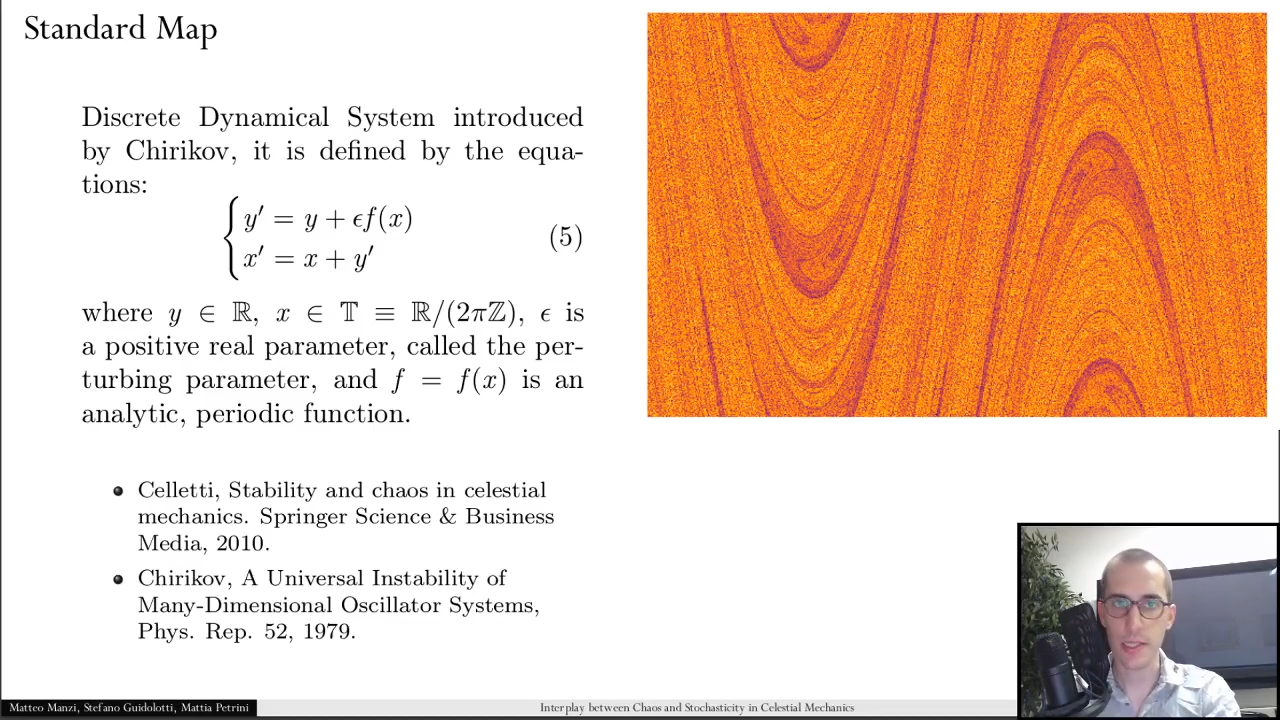 Standard Map
Discrete Dynamical System introduced
by Chirikov, it is defined by the equa-
tions:
y′ = y + ϵf(x)
x′ = x + y′
(5)
where y ∈ ℝ, x ∈ 𝕋 ≡ ℝ/(2πℤ), ϵ is
a positive real parameter, called the per-
turbing parameter, and f = f(x) is an
analytic, periodic function.
Celletti, Stability and chaos in celestial
mechanics. Springer Science & Business
Media, 2010.
Chirikov, A Universal Instability of
Many-Dimensional Oscillator Systems,
Phys. Rep. 52, 1979.
Matteo Manzi, Stefano Guidolotti, Mattia Petrini
Interplay between Chaos and Stochasticity in Celestial Mechanics